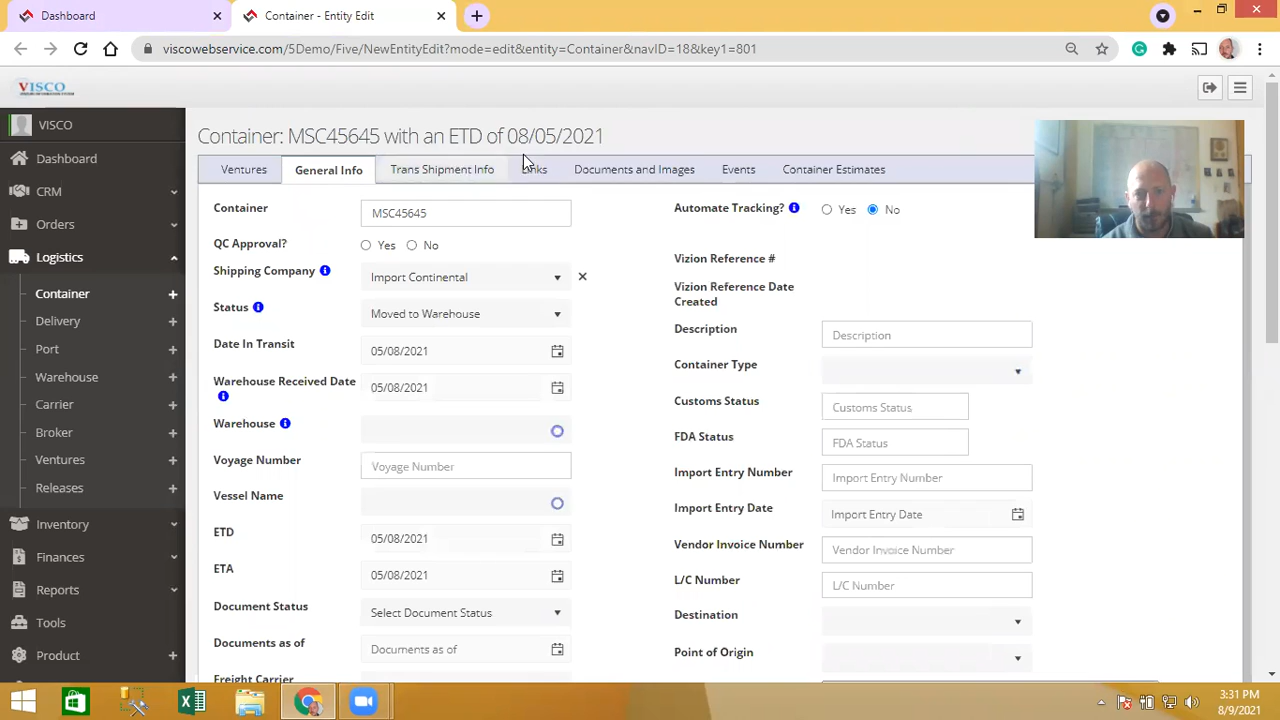 Dashboard
Container - Entity Edit
viscowebservice.com/5Demo/Five/NewEntityEdit?mode=edit&entity=Container&navID=18&key1=801
VISCO
VISCO
Dashboard
CRM
Orders
Logistics
Container
Delivery
Port
Warehouse
Carrier
Broker
Ventures
Releases
Inventory
Finances
Reports
Tools
Product
Container: MSC45645 with an ETD of 08/05/2021
Ventures
General Info
Trans Shipment Info
Links
Documents and Images
Events
Container Estimates
Container
MSC45645
QC Approval?
Yes
No
Shipping Company
Import Continental
Status
Moved to Warehouse
Date In Transit
05/08/2021
Warehouse Received Date
05/08/2021
Warehouse
Voyage Number
Voyage Number
Vessel Name
ETD
05/08/2021
ETA
05/08/2021
Document Status
Select Document Status
Documents as of
Documents as of
Freight Carrier
Automate Tracking?
Yes
No
Vizion Reference #
Vizion Reference Date
Created
Description
Description
Container Type
Customs Status
Customs Status
FDA Status
FDA Status
Import Entry Number
Import Entry Number
Import Entry Date
Import Entry Date
Vendor Invoice Number
Vendor Invoice Number
L/C Number
L/C Number
Destination
Point of Origin
3:31 PM
8/9/2021